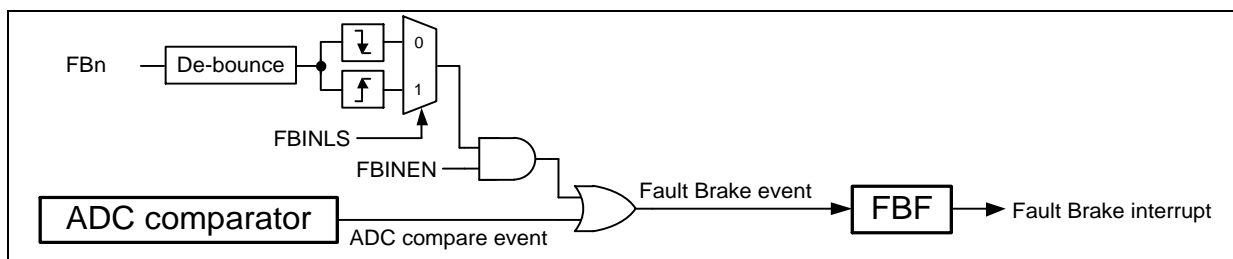 0
FBn
De-bounce
1
FBINLS
FBINEN
Fault Brake event
ADC comparator
FBF
Fault Brake interrupt
ADC compare event